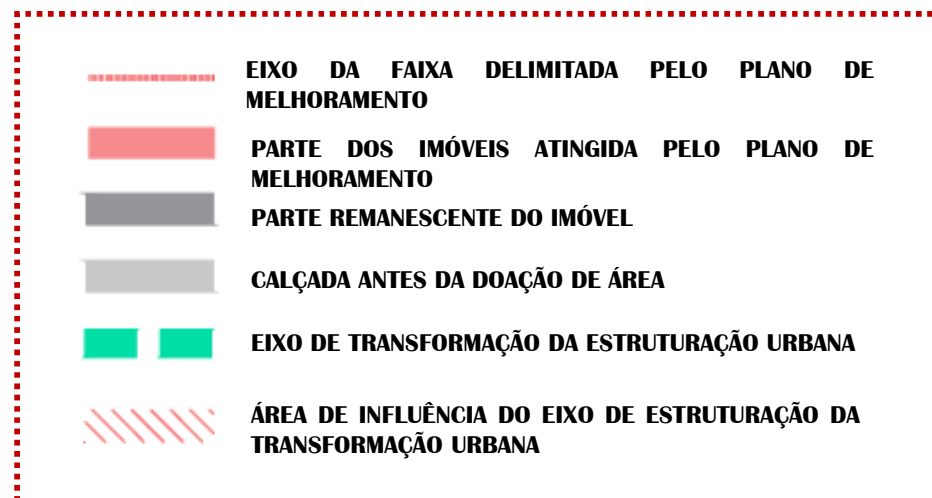 EIXO DA FAIXA DELIMITADA PELO PLANO DE
MELHORAMENTO
PARTE DOS IMÓVEIS ATINGIDA PELO PLANO DE
MELHORAMENTO
PARTE REMANESCENTE DO IMÓVEL
CALÇADA ANTES DA DOAÇÃO DE ÁREA
EIXO DE TRANSFORMAÇÃO DA ESTRUTURAÇÃO URBANA
ÁREA DE INFLUÊNCIA DO EIXO DE ESTRUTURAÇÃO DA
TRANSFORMAÇÃO URBANA